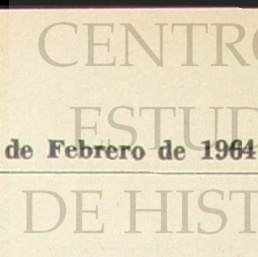 CENTRO
ESTUD
de Febrero de 1964
DE HIST